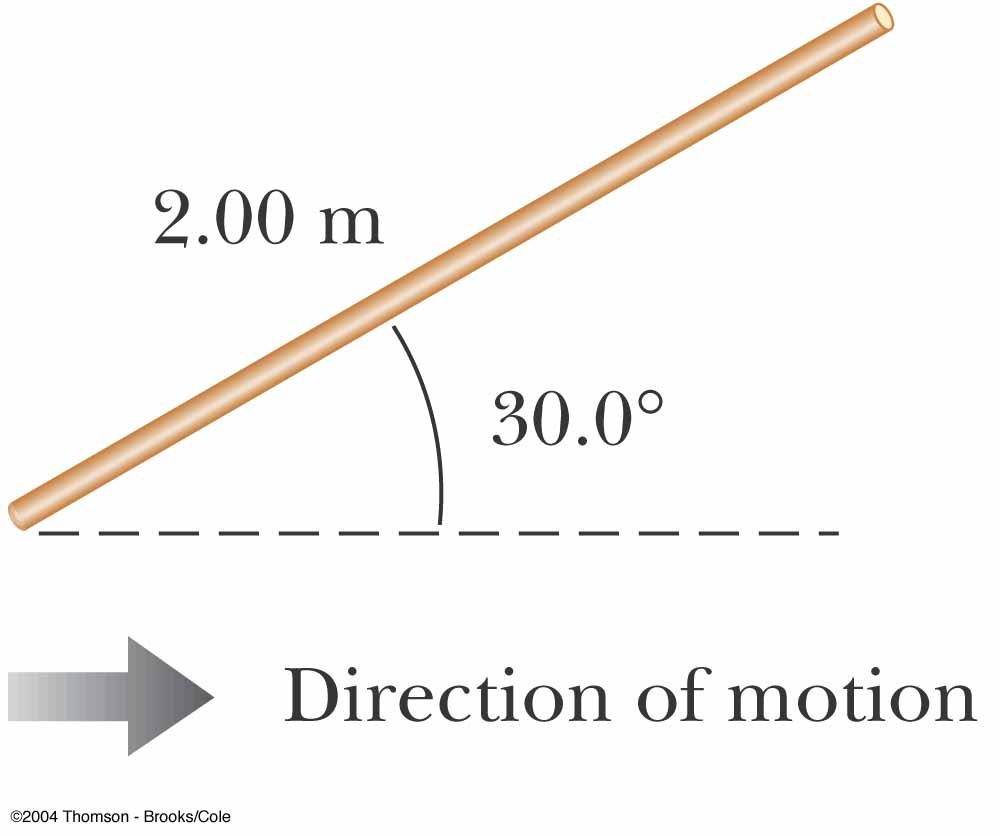 2.00 m
30.0°
Direction of motion
©2004 Thomson - Brooks/Cole